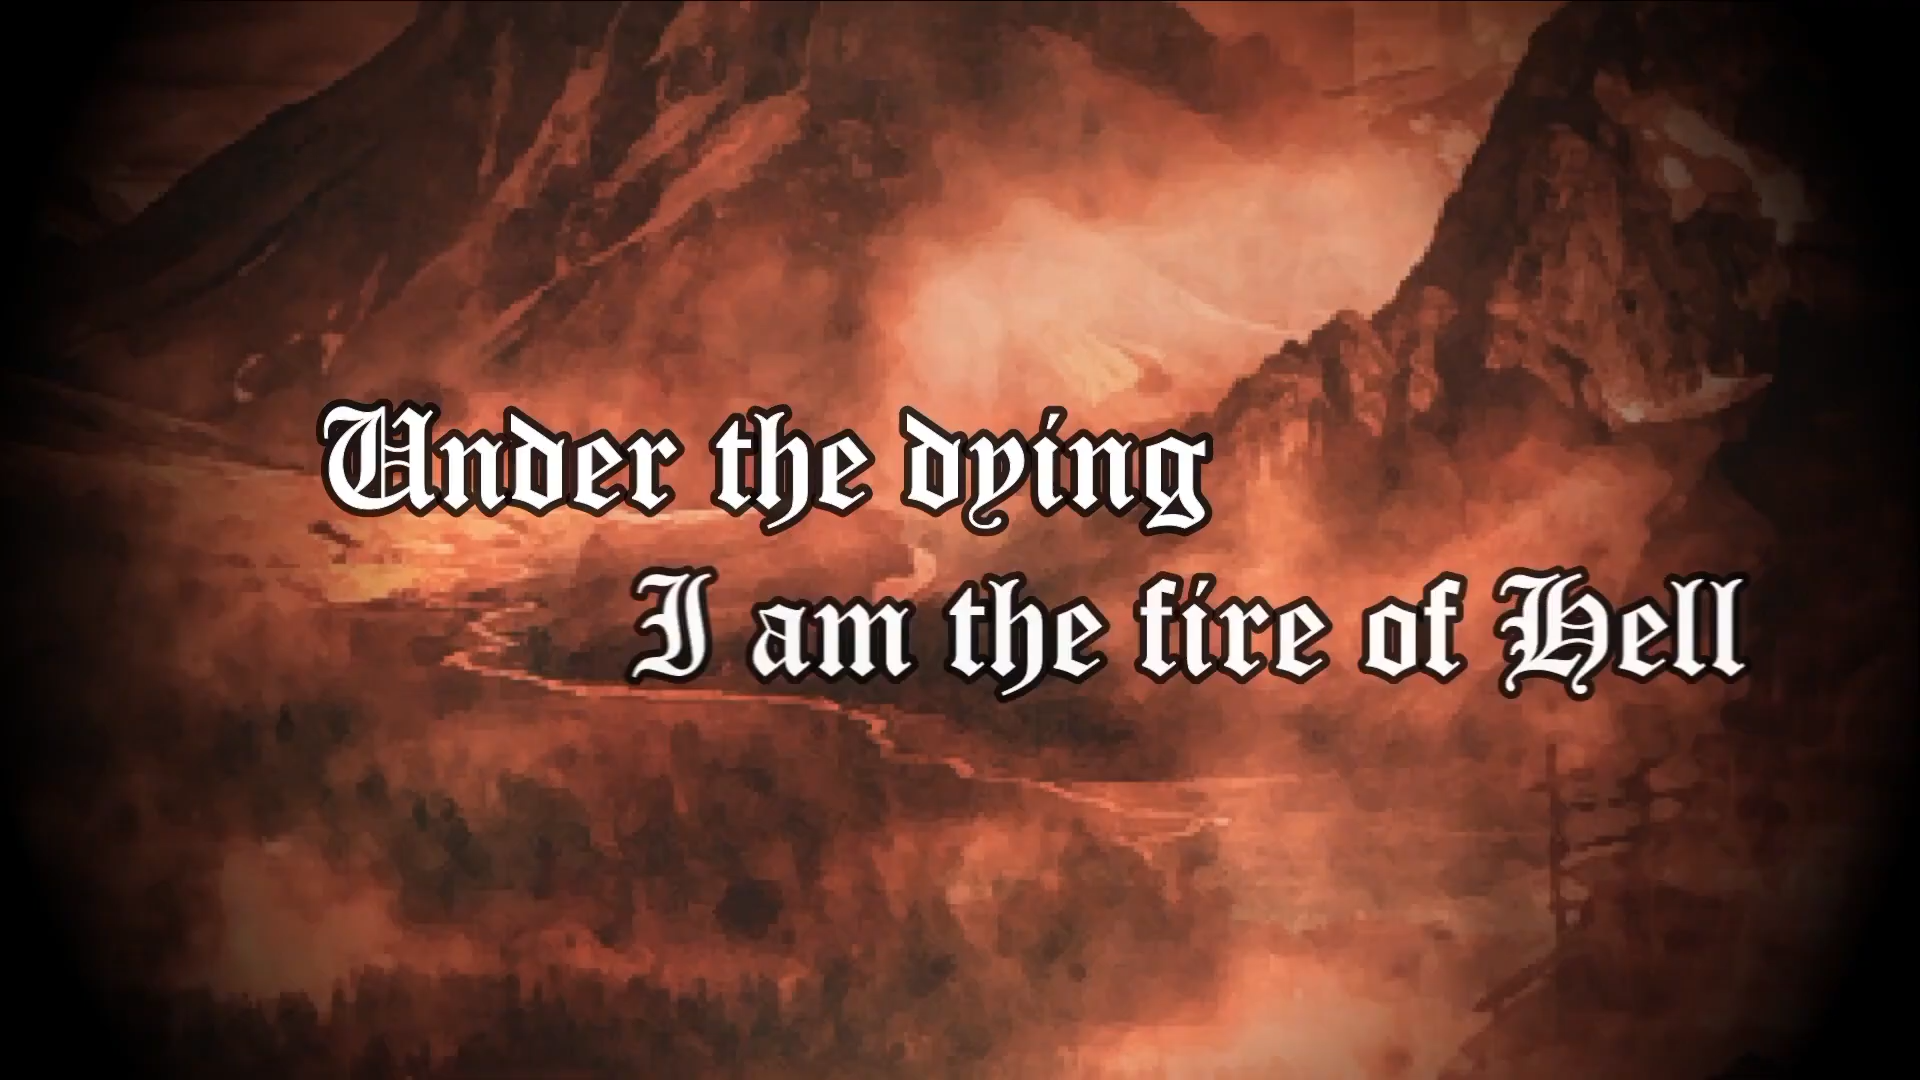 Under the dying
I am the fire of Hell